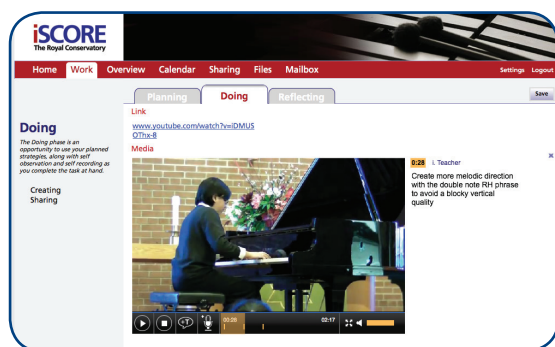 iSCORE
The Royal Conservatory
Home Work Overview Calendar Sharing Files Mailbox Settings Logout
Planning Doing Reflecting Save
Link
www.youtube.com/watch?v=iDMUS
OThx-8
Media
Doing
The Doing phase is an
opportunity to use your planned
strategies, along with self
observation and self recording as
you complete the task at hand.
Creating
Sharing
0:28 i. Teacher
Create more melodic direction
with the double note RH phrase
to avoid a blocky vertical
quality
+T
00:28 02:17